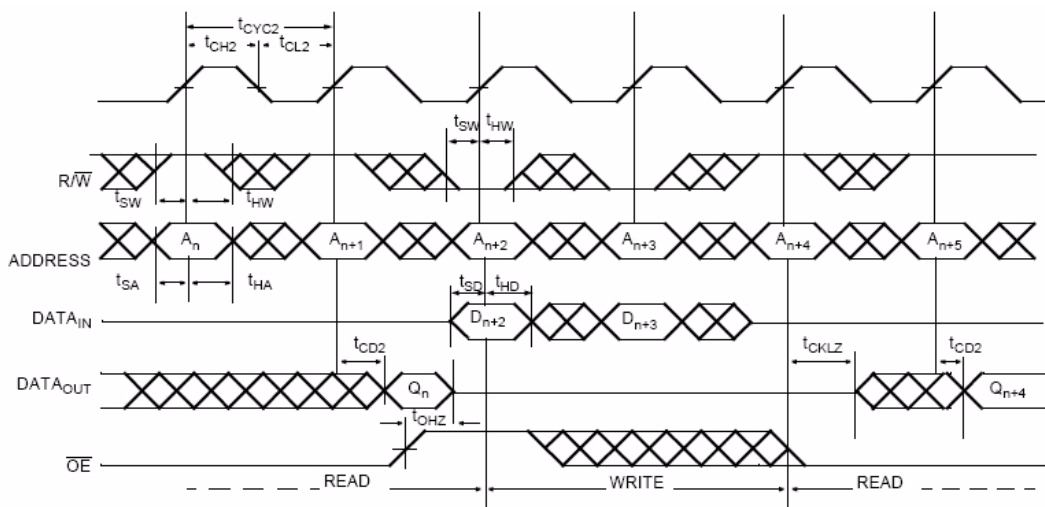 tCYC2
tCH2 tCL2
tSW tHW
R/W̅
tSW tHW
An An+1 An+2 An+3 An+4 An+5
ADDRESS
tSA tHA tSD tHD
DATAIN Dn+2 Dn+3
tCD2 tCKLZ tCD2
DATAOUT Qn Qn+4
tOHZ
O̅E̅
READ WRITE READ